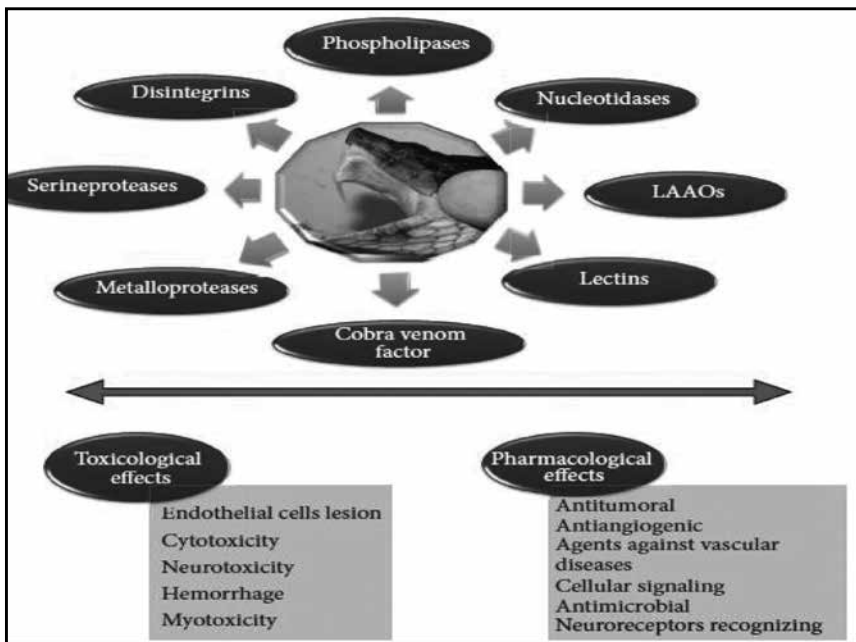 Phospholipases
Disintegrins
Nucleotidases
Serineproteases
LAAOs
Metalloproteases
Lectins
Cobra venom
factor
Toxicological
effects
Endothelial cells lesion
Cytotoxicity
Neurotoxicity
Hemorrhage
Myotoxicity
Pharmacological
effects
Antitumoral
Antiangiogenic
Agents against vascular
diseases
Cellular signaling
Antimicrobial
Neuroreceptors recognizing